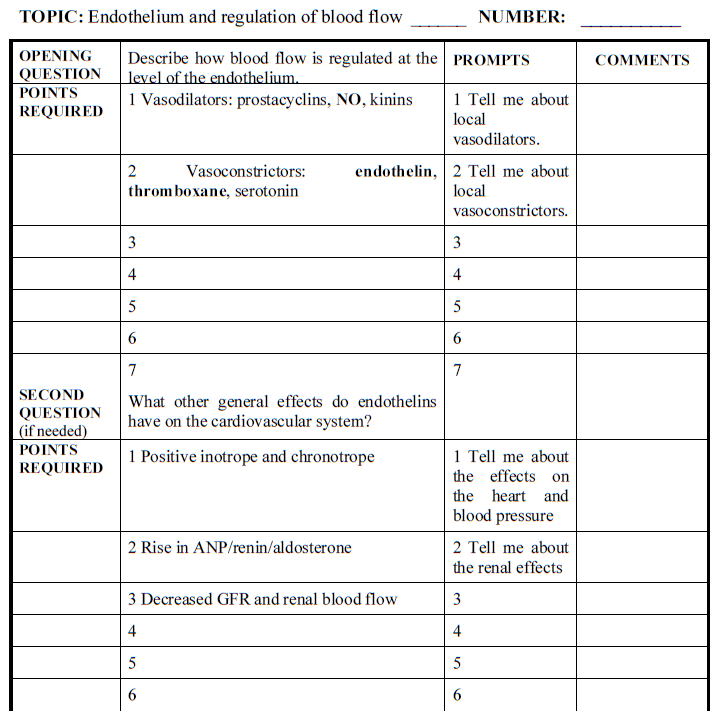 TOPIC: Endothelium and regulation of blood flow ______ NUMBER: ___________
OPENING QUESTION
Describe how blood flow is regulated at the level of the endothelium.
PROMPTS
COMMENTS
POINTS REQUIRED
1 Vasodilators: prostacyclins, NO, kinins
1 Tell me about
local
vasodilators.
2 Vasoconstrictors: endothelin,
thromboxane, serotonin
2 Tell me about
local
vasoconstrictors.
3
3
4
4
5
5
6
6
7
7
SECOND
QUESTION
(if needed)
What other general effects do endothelins
have on the cardiovascular system?
POINTS
REQUIRED
1 Positive inotrope and chronotrope
1 Tell me about
the effects on
the heart and
blood pressure
2 Rise in ANP/renin/aldosterone
2 Tell me about
the renal effects
3 Decreased GFR and renal blood flow
3
4
4
5
5
6
6